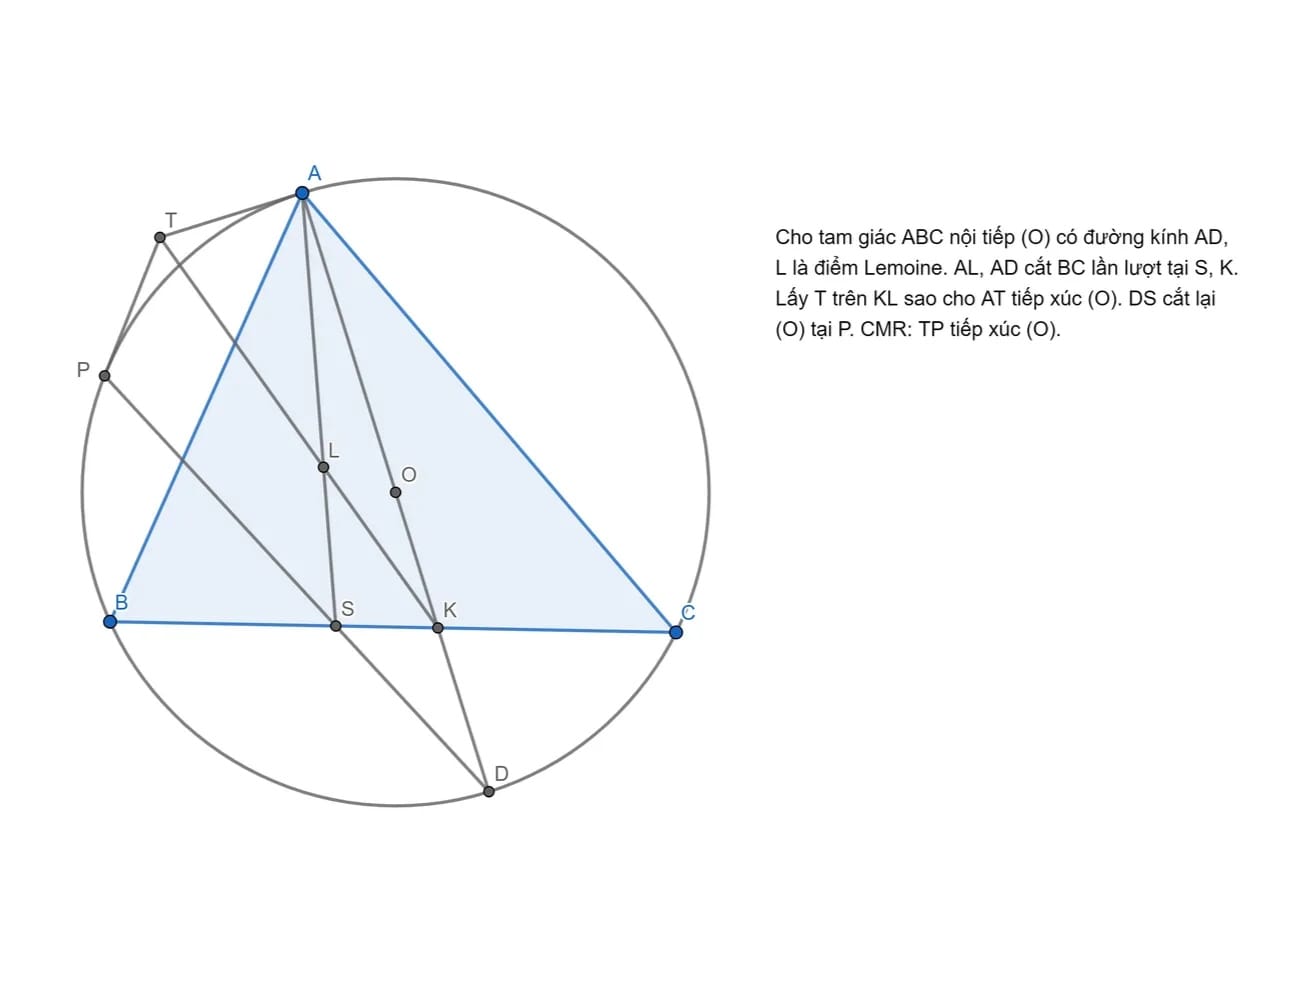 A
T
Cho tam giác ABC nội tiếp (O) có đường kính AD,
L là điểm Lemoine. AL, AD cắt BC lần lượt tại S, K.
Lấy T trên KL sao cho AT tiếp xúc (O). DS cắt lại
(O) tại P. CMR: TP tiếp xúc (O).
P
L
O
B
S
K
C
D